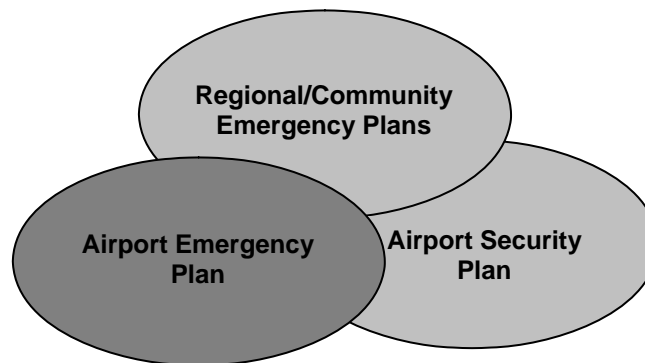 Regional/Community
Emergency Plans
Airport Emergency
Plan
Airport Security
Plan